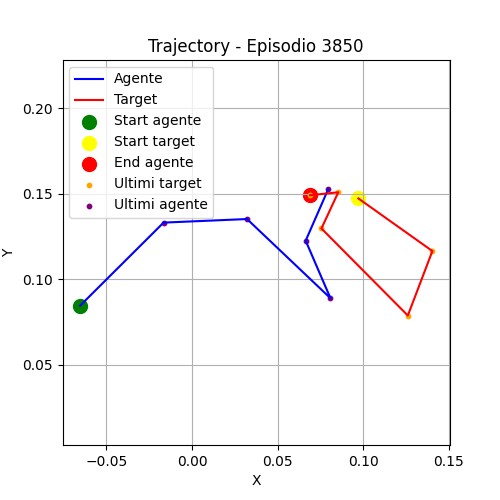 Trajectory - Episodio 3850
Agente
Target
Start agente
Start target
End agente
Ultimi target
Ultimi agente
Y
0.20
0.15
0.10
0.05
−0.05
0.00
0.05
0.10
0.15
X